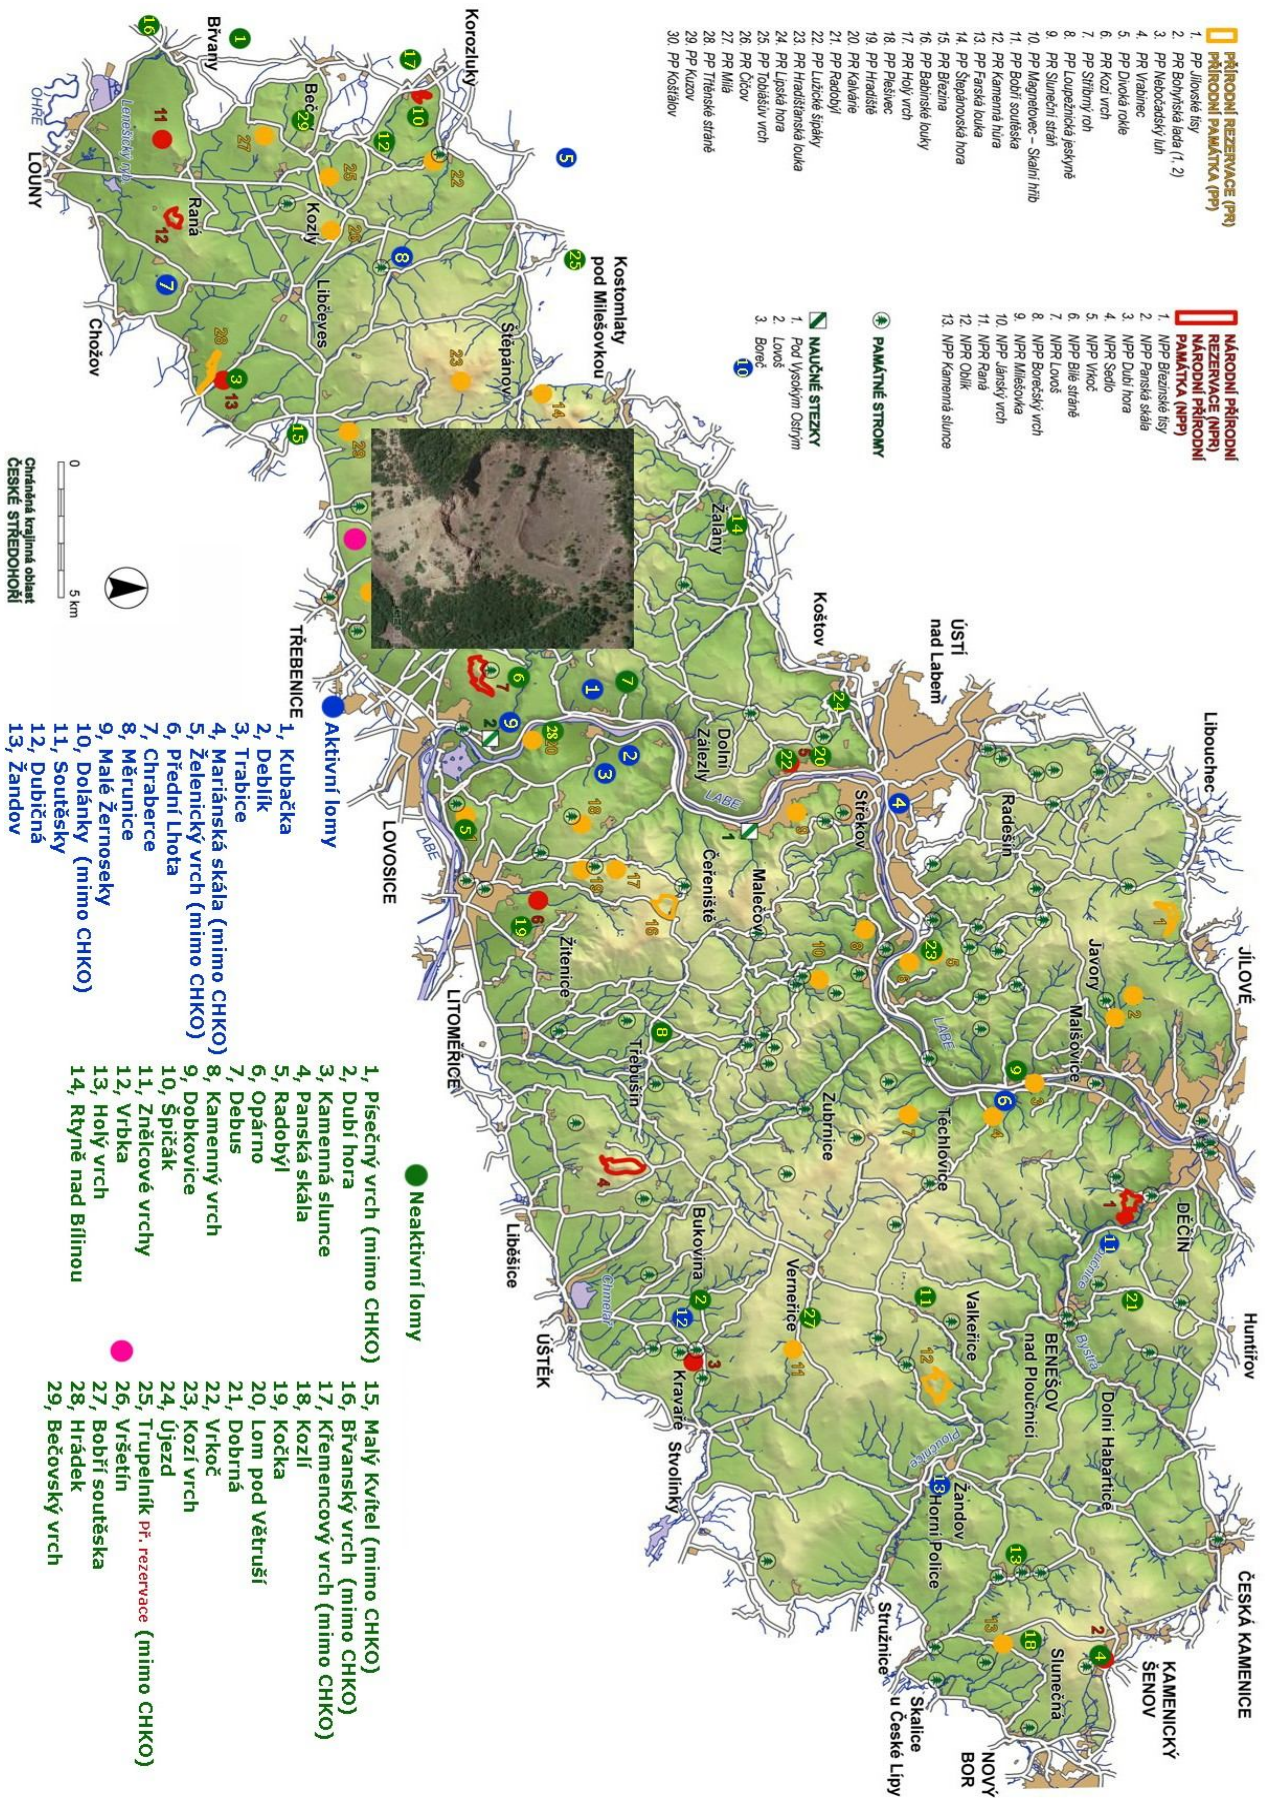 PŘÍRODNÍ REZERVACE (PR)
PŘÍRODNÍ PAMÁTKA (PP)
1. PP Jílovské tisy
2. PR Bohyňská lada (1, 2)
3. PP Nebočadský luh
4. PR Vrabinec
5. PP Divoká rokle
6. PR Kozí vrch
7. PP Stříbrný roh
8. PP Loupežnická jeskyně
9. PR Sluneční stráň
10. PP Magnetovec – Skalní hřib
11. PP Bobří soutěska
12. PR Kamenná hůra
13. PP Farská louka
14. PP Štěpánovská hora
15. PR Březina
16. PP Babinské louky
17. PR Holý vrch
18. PP Plešivec
19. PP Hradiště
20. PR Kalvárie
21. PP Radobýl
22. PP Lužické šipáky
23. PR Hradišťanská louka
24. PR Lipská hora
25. PP Tobiášův vrch
26. PR Číčov
27. PR Milá
28. PP Třtěnské stráně
29. PP Kuzov
30. PP Košťálov
NÁRODNÍ PŘÍRODNÍ
REZERVACE (NPR)
NÁRODNÍ PŘÍRODNÍ
PAMÁTKA (NPP)
1. NPP Březinské tisy
2. NPP Panská skála
3. NPP Dubí hora
4. NPR Sedlo
5. NPP Vrkoč
6. NPP Bílé stráně
7. NPR Lovoš
8. NPP Borečský vrch
9. NPR Milešovka
10. NPP Jánský vrch
11. NPR Raná
12. NPR Oblík
13. NPP Kamenná slunce
PAMÁTNÉ STROMY
NAUČNÉ STEZKY
1. Pod Vysokým Ostrým
2. Lovoš
3. Boreč
10
Libouchec
JÍLOVÉ
Huntířov
ČESKÁ KAMENICE
KAMENICKÝ
ŠENOV
NOVÝ
BOR
Skalice
u České Lípy
Stružnice
Slunečná
Horní Police
Žandov
Dolní Habartice
BENEŠOV
nad Ploučnicí
Bystrá
DĚČÍN
Valkeřice
Ploučnice
Těchlovice
Malšovice
Javory
Radešín
LABE
ÚSTÍ
nad Labem
Koštov
Střekov
Malečov
Čeřeniště
Dolní
Zálezly
LABE
Zubrnice
Verneřice
Bukovina
Kravaře
Stvolínky
Třebušín
Žitenice
Chmelař
ÚŠTĚK
Liběšice
LITOMĚŘICE
LABE
LOVOSICE
TŘEBENICE
Žalany
Kostomlaty
pod Milešovkou
Štěpánov
Libčeves
Kozly
Korozluky
Bečov
Břvany
Raná
OHŘE
LOUNY
Chožov
0 5 km
Chráněná krajinná oblast
ČESKÉ STŘEDOHOŘÍ
Aktivní lomy
1, Kubačka
2, Deblík
3, Trabice
4, Mariánská skála (mimo CHKO)
5, Želenický vrch (mimo CHKO)
6, Přední Lhota
7, Chraberce
8, Měrunice
9, Malé Žernoseky
10, Dolánky (mimo CHKO)
11, Soutěsky
12, Dubičná
13, Žandov
Neaktivní lomy
1, Písečný vrch (mimo CHKO)
2, Dubí hora
3, Kamenná slunce
4, Panská skála
5, Radobýl
6, Opárno
7, Debus
8, Kamenný vrch
9, Dobkovice
10, Špičák
11, Znělcové vrchy
12, Vrbka
13, Holý vrch
14, Rtyně nad Bílinou
15, Malý Kvítel (mimo CHKO)
16, Břvanský vrch (mimo CHKO)
17, Křemencový vrch (mimo CHKO)
18, Kozlí
19, Kočka
20, Lom pod Větruší
21, Dobrná
22, Vrkoč
23, Kozí vrch
24, Újezd
25, Trupelník př. rezervace (mimo CHKO)
26, Vršetín
27, Bobří soutěska
28, Hrádek
29, Bečovský vrch